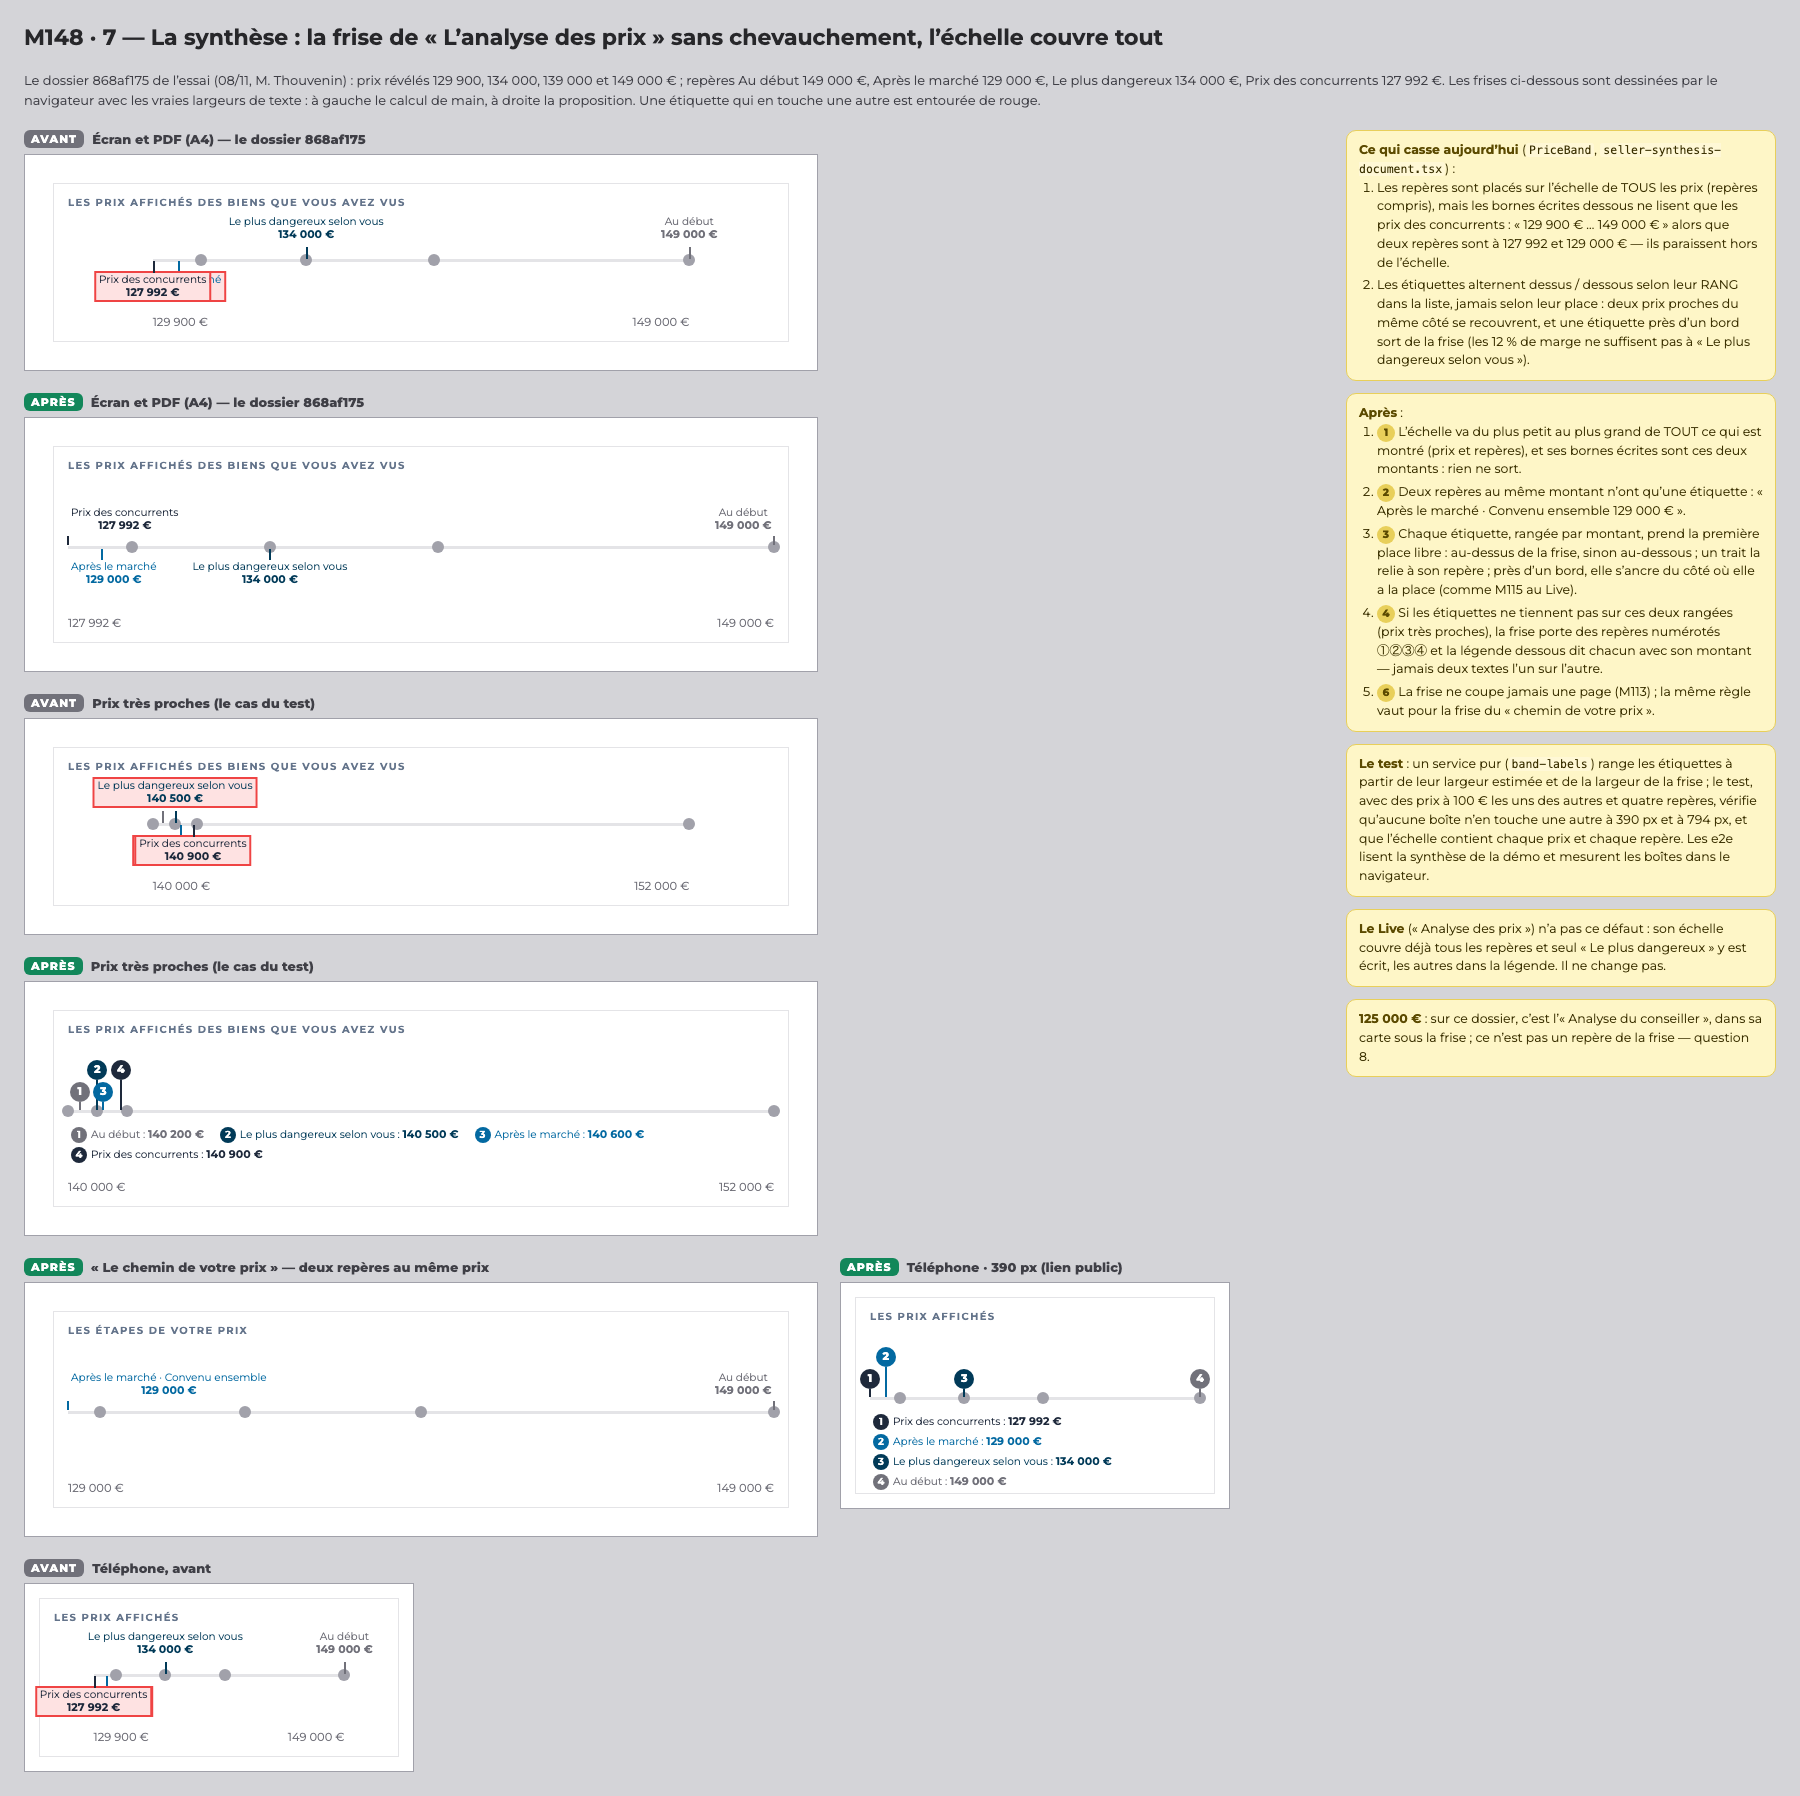 M148 · 7 — La synthèse : la frise de « L’analyse des prix » sans chevauchement, l’échelle couvre tout
Le dossier 868af175 de l’essai (08/11, M. Thouvenin) : prix révélés 129 900, 134 000, 139 000 et 149 000 € ; repères Au début 149 000 €, Après le marché 129 000 €, Le plus dangereux 134 000 €, Prix des concurrents 127 992 €. Les frises ci-dessous sont dessinées par le
navigateur avec les vraies largeurs de texte : à gauche le calcul de main, à droite la proposition. Une étiquette qui en touche une autre est entourée de rouge.
AVANT Écran et PDF (A4) — le dossier 868af175
LES PRIX AFFICHÉS DES BIENS QUE VOUS AVEZ VUS
Le plus dangereux selon vous
134 000 €
Au début
149 000 €
Prix des concurrents
127 992 €
129 900 €
149 000 €
APRÈS Écran et PDF (A4) — le dossier 868af175
LES PRIX AFFICHÉS DES BIENS QUE VOUS AVEZ VUS
Prix des concurrents
127 992 €
Au début
149 000 €
Après le marché
129 000 €
Le plus dangereux selon vous
134 000 €
127 992 €
149 000 €
AVANT Prix très proches (le cas du test)
LES PRIX AFFICHÉS DES BIENS QUE VOUS AVEZ VUS
Le plus dangereux selon vous
140 500 €
Prix des concurrents
140 900 €
140 000 €
152 000 €
APRÈS Prix très proches (le cas du test)
LES PRIX AFFICHÉS DES BIENS QUE VOUS AVEZ VUS
2 4
1 3
1 Au début : 140 200 € 2 Le plus dangereux selon vous : 140 500 € 3 Après le marché : 140 600 €
4 Prix des concurrents : 140 900 €
140 000 €
152 000 €
APRÈS « Le chemin de votre prix » — deux repères au même prix
LES ÉTAPES DE VOTRE PRIX
Après le marché · Convenu ensemble
129 000 €
Au début
149 000 €
129 000 €
149 000 €
APRÈS Téléphone · 390 px (lien public)
LES PRIX AFFICHÉS
2
1 3 4
1 Prix des concurrents : 127 992 €
2 Après le marché : 129 000 €
3 Le plus dangereux selon vous : 134 000 €
4 Au début : 149 000 €
AVANT Téléphone, avant
LES PRIX AFFICHÉS
Le plus dangereux selon vous
134 000 €
Au début
149 000 €
Prix des concurrents
127 992 €
129 900 €
149 000 €
Ce qui casse aujourd’hui (PriceBand, seller-synthesis-
document.tsx) :
1. Les repères sont placés sur l’échelle de TOUS les prix (repères
compris), mais les bornes écrites dessous ne lisent que les
prix des concurrents : « 129 900 € … 149 000 € » alors que
deux repères sont à 127 992 et 129 000 € — ils paraissent hors
de l’échelle.
2. Les étiquettes alternent dessus / dessous selon leur RANG
dans la liste, jamais selon leur place : deux prix proches du
même côté se recouvrent, et une étiquette près d’un bord
sort de la frise (les 12 % de marge ne suffisent pas à « Le plus
dangereux selon vous »).
Après :
1. 1 L’échelle va du plus petit au plus grand de TOUT ce qui est
montré (prix et repères), et ses bornes écrites sont ces deux
montants : rien ne sort.
2. 2 Deux repères au même montant n’ont qu’une étiquette : «
Après le marché · Convenu ensemble 129 000 € ».
3. 3 Chaque étiquette, rangée par montant, prend la première
place libre : au-dessus de la frise, sinon au-dessous ; un trait la
relie à son repère ; près d’un bord, elle s’ancre du côté où elle
a la place (comme M115 au Live).
4. 4 Si les étiquettes ne tiennent pas sur ces deux rangées
(prix très proches), la frise porte des repères numérotés
①②③④ et la légende dessous dit chacun avec son montant
— jamais deux textes l’un sur l’autre.
5. 6 La frise ne coupe jamais une page (M113) ; la même règle
vaut pour la frise du « chemin de votre prix ».
Le test : un service pur (band-labels) range les étiquettes à
partir de leur largeur estimée et de la largeur de la frise ; le test,
avec des prix à 100 € les uns des autres et quatre repères, vérifie
qu’aucune boîte n’en touche une autre à 390 px et à 794 px, et
que l’échelle contient chaque prix et chaque repère. Les e2e
lisent la synthèse de la démo et mesurent les boîtes dans le
navigateur.
Le Live (« Analyse des prix ») n’a pas ce défaut : son échelle
couvre déjà tous les repères et seul « Le plus dangereux » y est
écrit, les autres dans la légende. Il ne change pas.
125 000 € : sur ce dossier, c’est l’« Analyse du conseiller », dans sa
carte sous la frise ; ce n’est pas un repère de la frise — question
8.